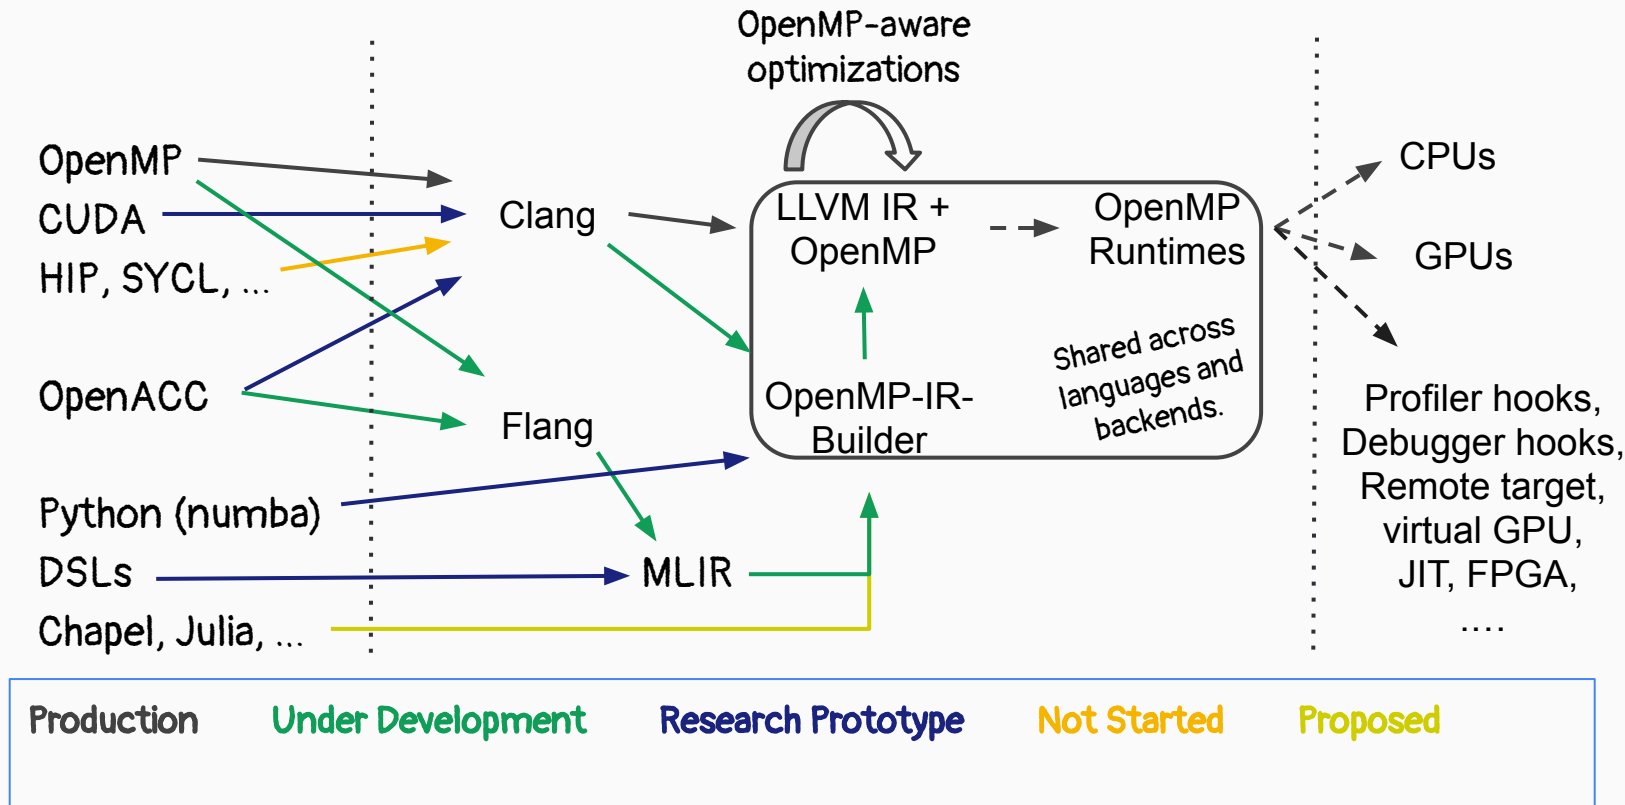 OpenMP-aware
optimizations
OpenMP
CUDA
HIP, SYCL, ...
OpenACC
Python (numba)
DSLs
Chapel, Julia, ...
Clang
Flang
MLIR
LLVM IR +
OpenMP
OpenMP
Runtimes
OpenMP-IR-
Builder
Shared across
languages and
backends.
CPUs
GPUs
Profiler hooks,
Debugger hooks,
Remote target,
virtual GPU,
JIT, FPGA,
....
Production
Under Development
Research Prototype
Not Started
Proposed